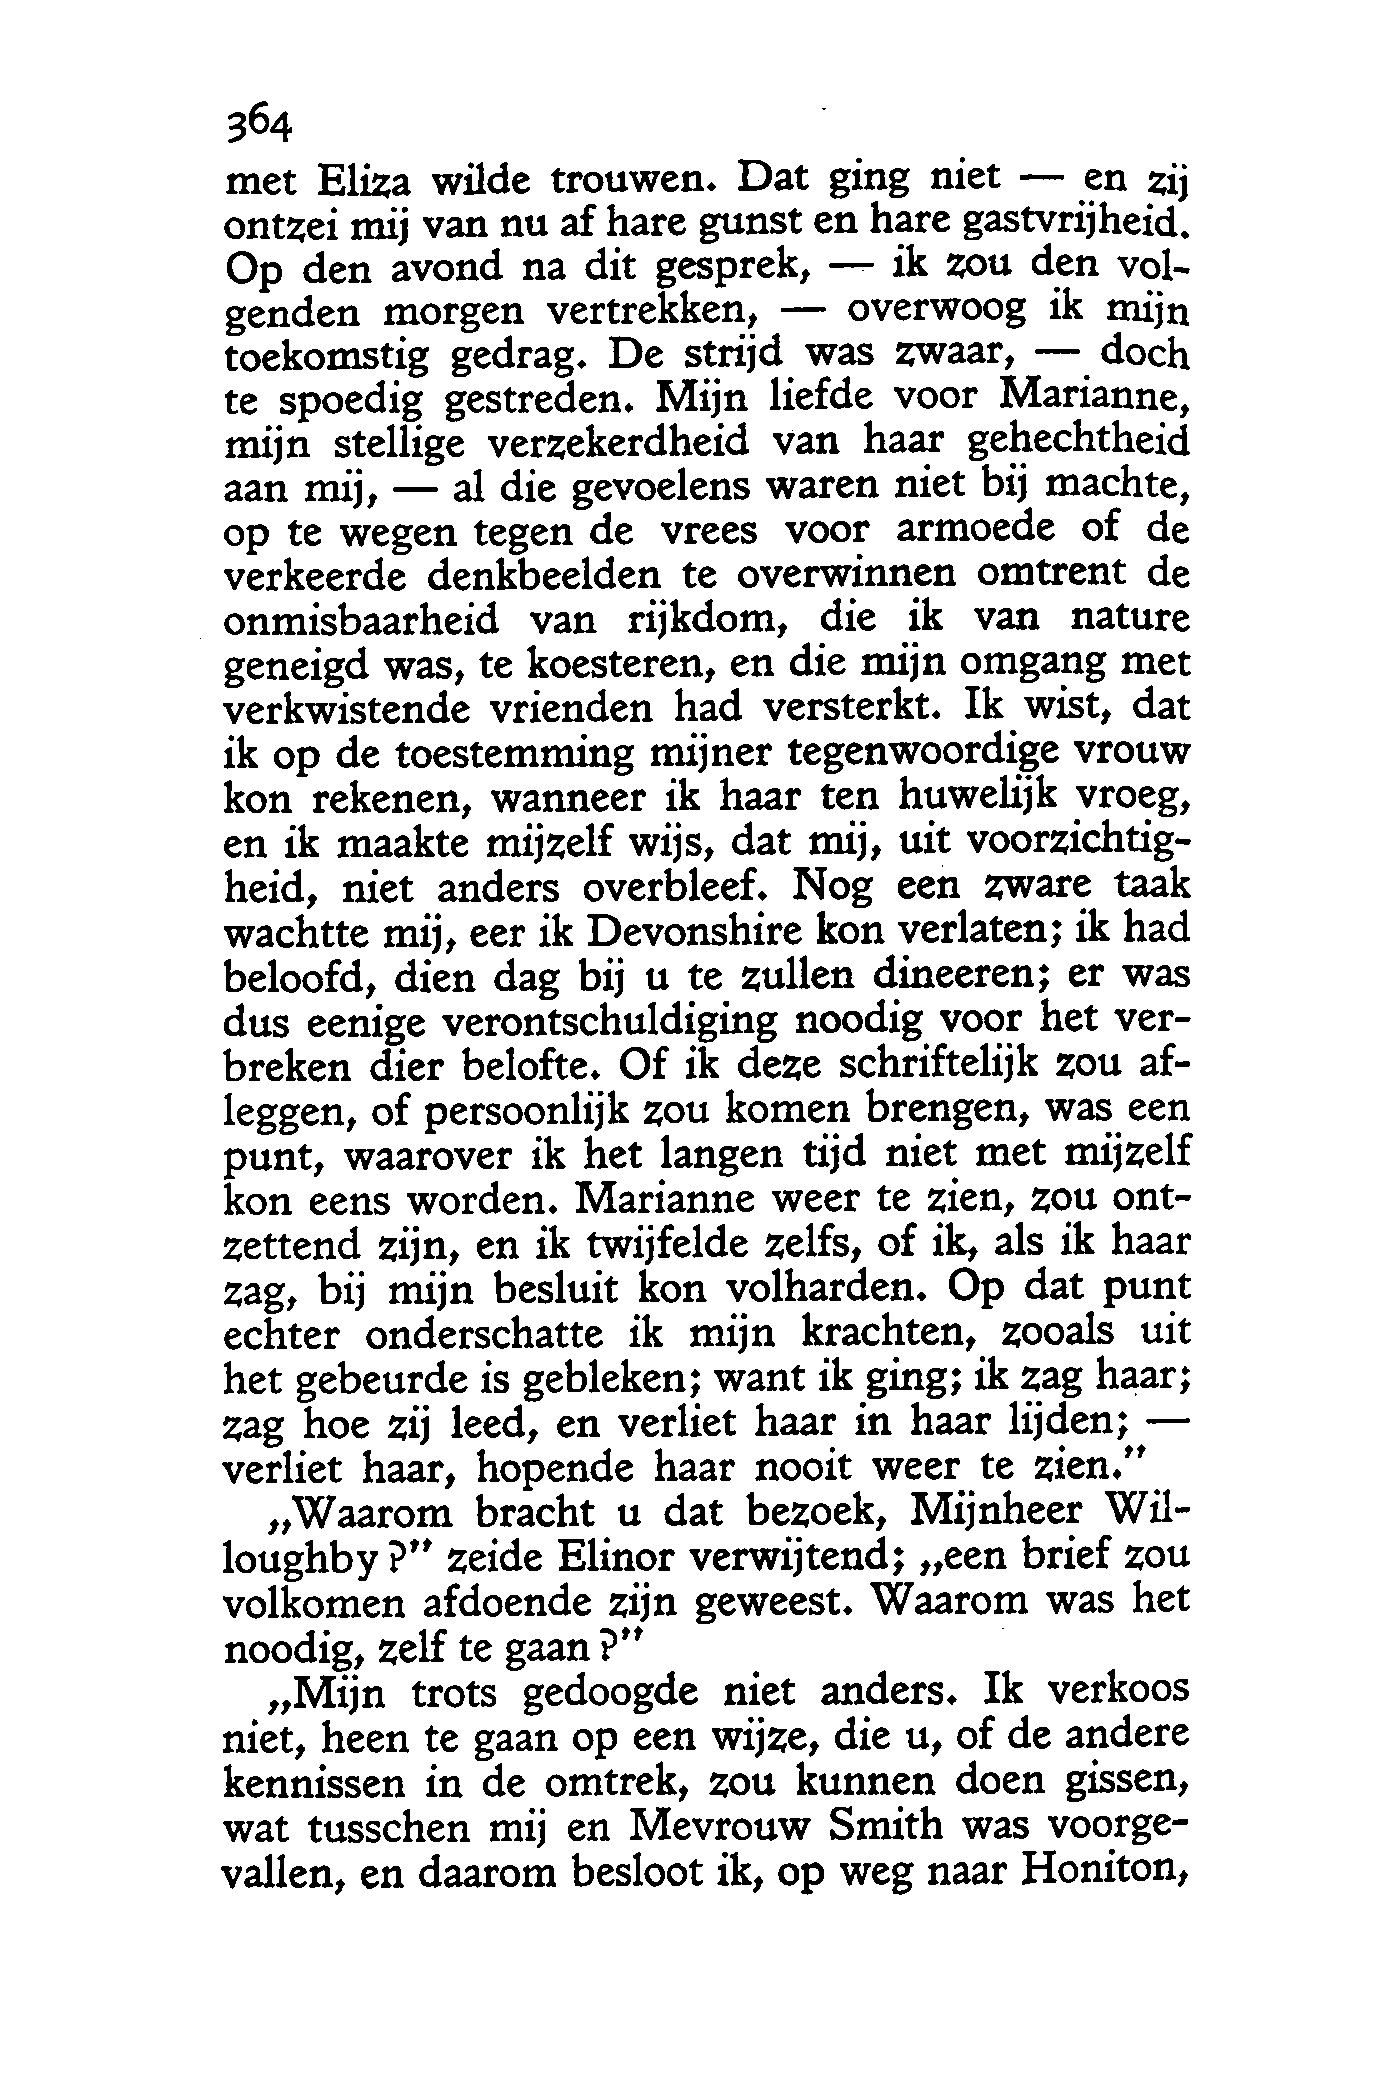 364
met Eliza wilde trouwen. Dat ging niet — en zij
ontzei mij van nu af hare gunst en hare gastvrijheid.
Op den avond na dit gesprek, — ik zou den vol-
genden morgen vertrekken, — overwoog ik mijn
toekomstig gedrag. De strijd was zwaar, — doch
te spoedig gestreden. Mijn liefde voor Marianne,
mijn stellige verzekerdheid van haar gehechtheid
aan mij, — al die gevoelens waren niet bij machte,
op te wegen tegen de vrees voor armoede of de
verkeerde denkbeelden te overwinnen omtrent de
onmisbaarheid van rijkdom, die ik van nature
geneigd was, te koesteren, en die mijn omgang met
verkwistende vrienden had versterkt. Ik wist, dat
ik op de toestemming mijner tegenwoordige vrouw
kon rekenen, wanneer ik haar ten huwelijk vroeg,
en ik maakte mijzelf wijs, dat mij, uit voorzichtig-
heid, niet anders overbleef. Nog een zware taak
wachtte mij, eer ik Devonshire kon verlaten; ik had
beloofd, dien dag bij u te zullen dineeren; er was
dus eenige verontschuldiging noodig voor het ver-
breken dier belofte. Of ik deze schriftelijk zou af-
leggen, of persoonlijk zou komen brengen, was een
punt, waarover ik het langen tijd niet met mijzelf
kon eens worden. Marianne weer te zien, zou ont-
zettend zijn, en ik twijfelde zelfs, of ik, als ik haar
zag, bij mijn besluit kon volharden. Op dat punt
echter onderschatte ik mijn krachten, zooals uit
het gebeurde is gebleken; want ik ging; ik zag haar;
zag hoe zij leed, en verliet haar in haar lijden; —
verliet haar, hopende haar nooit weer te zien.”
„Waarom bracht u dat bezoek, Mijnheer Wil-
loughby?” zeide Elinor verwijtend; „een brief zou
volkomen afdoende zijn geweest. Waarom was het
noodig, zelf te gaan?”
„Mijn trots gedoogde niet anders. Ik verkoos
niet, heen te gaan op een wijze, die u, of de andere
kennissen in de omtrek, zou kunnen doen gissen,
wat tusschen mij en Mevrouw Smith was voorge-
vallen, en daarom besloot ik, op weg naar Honiton,